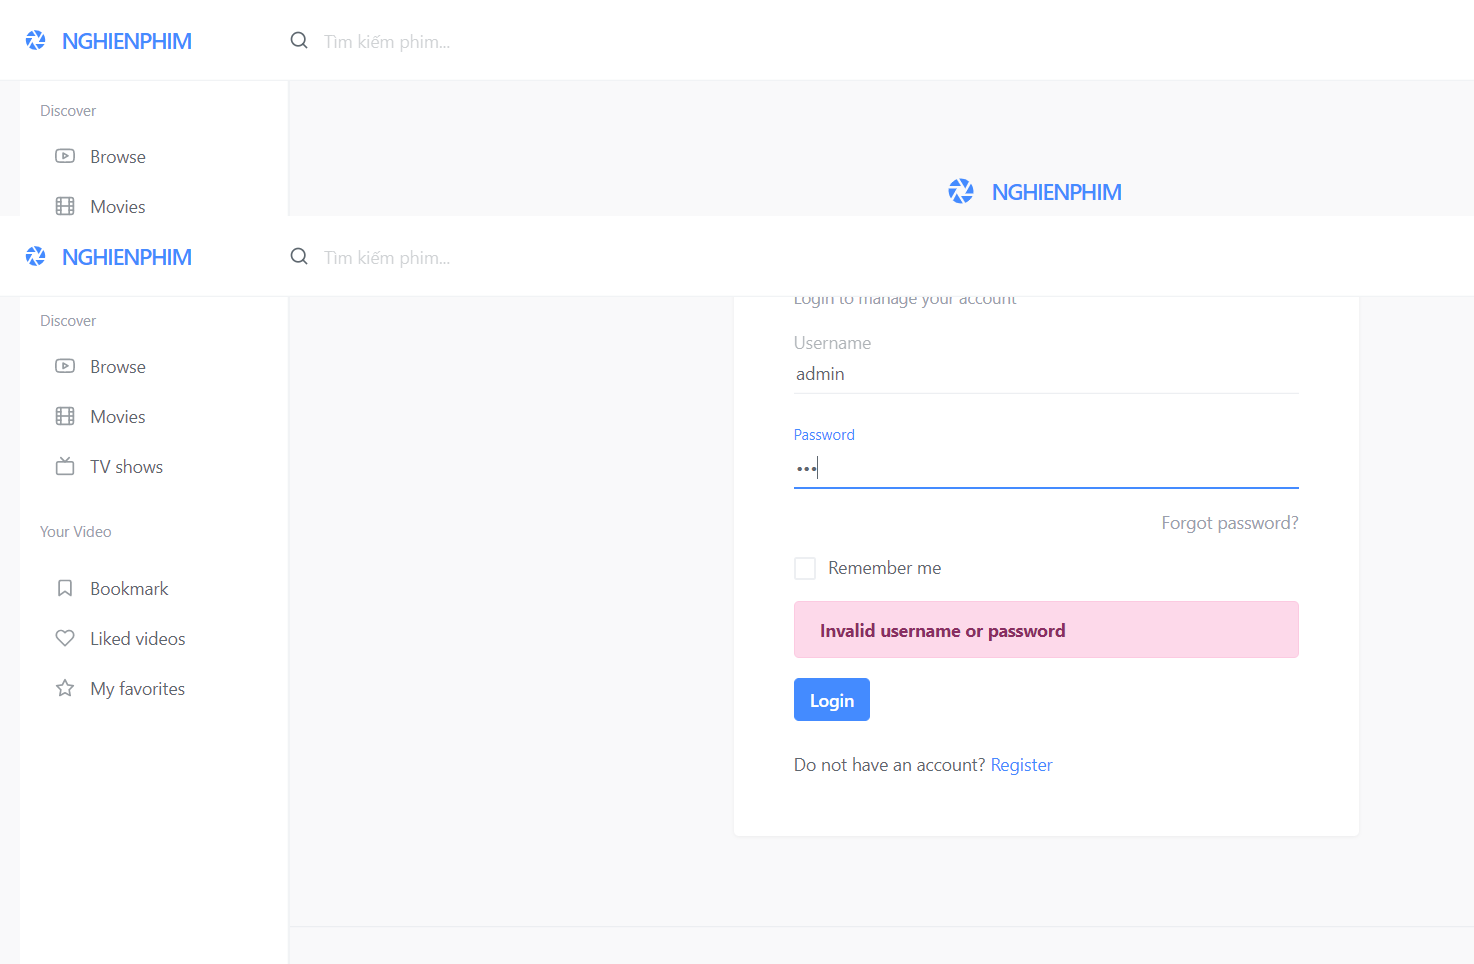 NGHIENPHIM
Tìm kiếm phim...
Discover
Browse
Movies
NGHIENPHIM
NGHIENPHIM
Tìm kiếm phim...
Discover
Browse
Movies
TV shows
Your Video
Bookmark
Liked videos
My favorites
Login to manage your account
Username
admin
Password
•••
Forgot password?
Remember me
Invalid username or password
Login
Do not have an account? Register